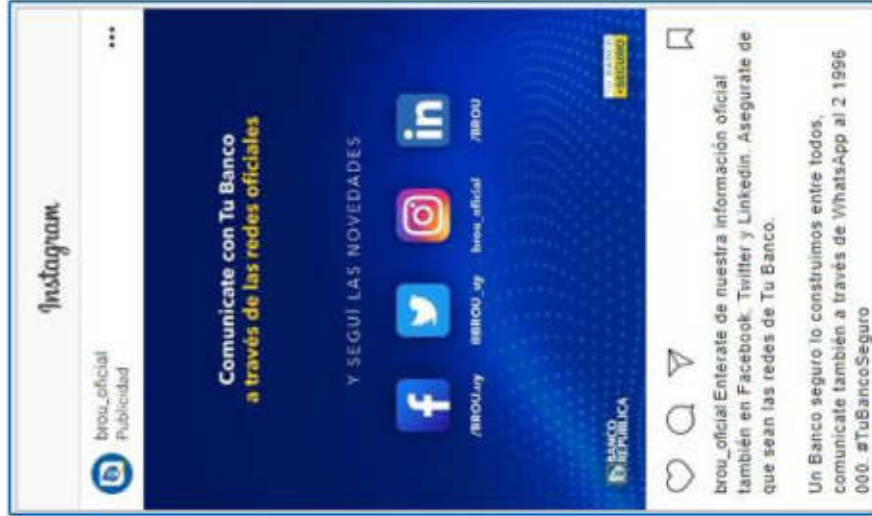 Instagram
brou_oficial
Publicidad
Comunicate con Tu Banco
a través de las redes oficiales
Y SEGUÍ LAS NOVEDADES
/BROU.uy
@BROU_uy
brou_oficial
/BROU
BANCO
REPÚBLICA
TU BANCO
+SEGURO
brou_oficial Enterate de nuestra información oficial
también en Facebook, Twitter y Linkedin. Asegurate de
que sean las redes de Tu Banco.
Un Banco seguro lo construimos entre todos,
comunicate también a través de WhatsApp al 2 1996
000. #TuBancoSeguro